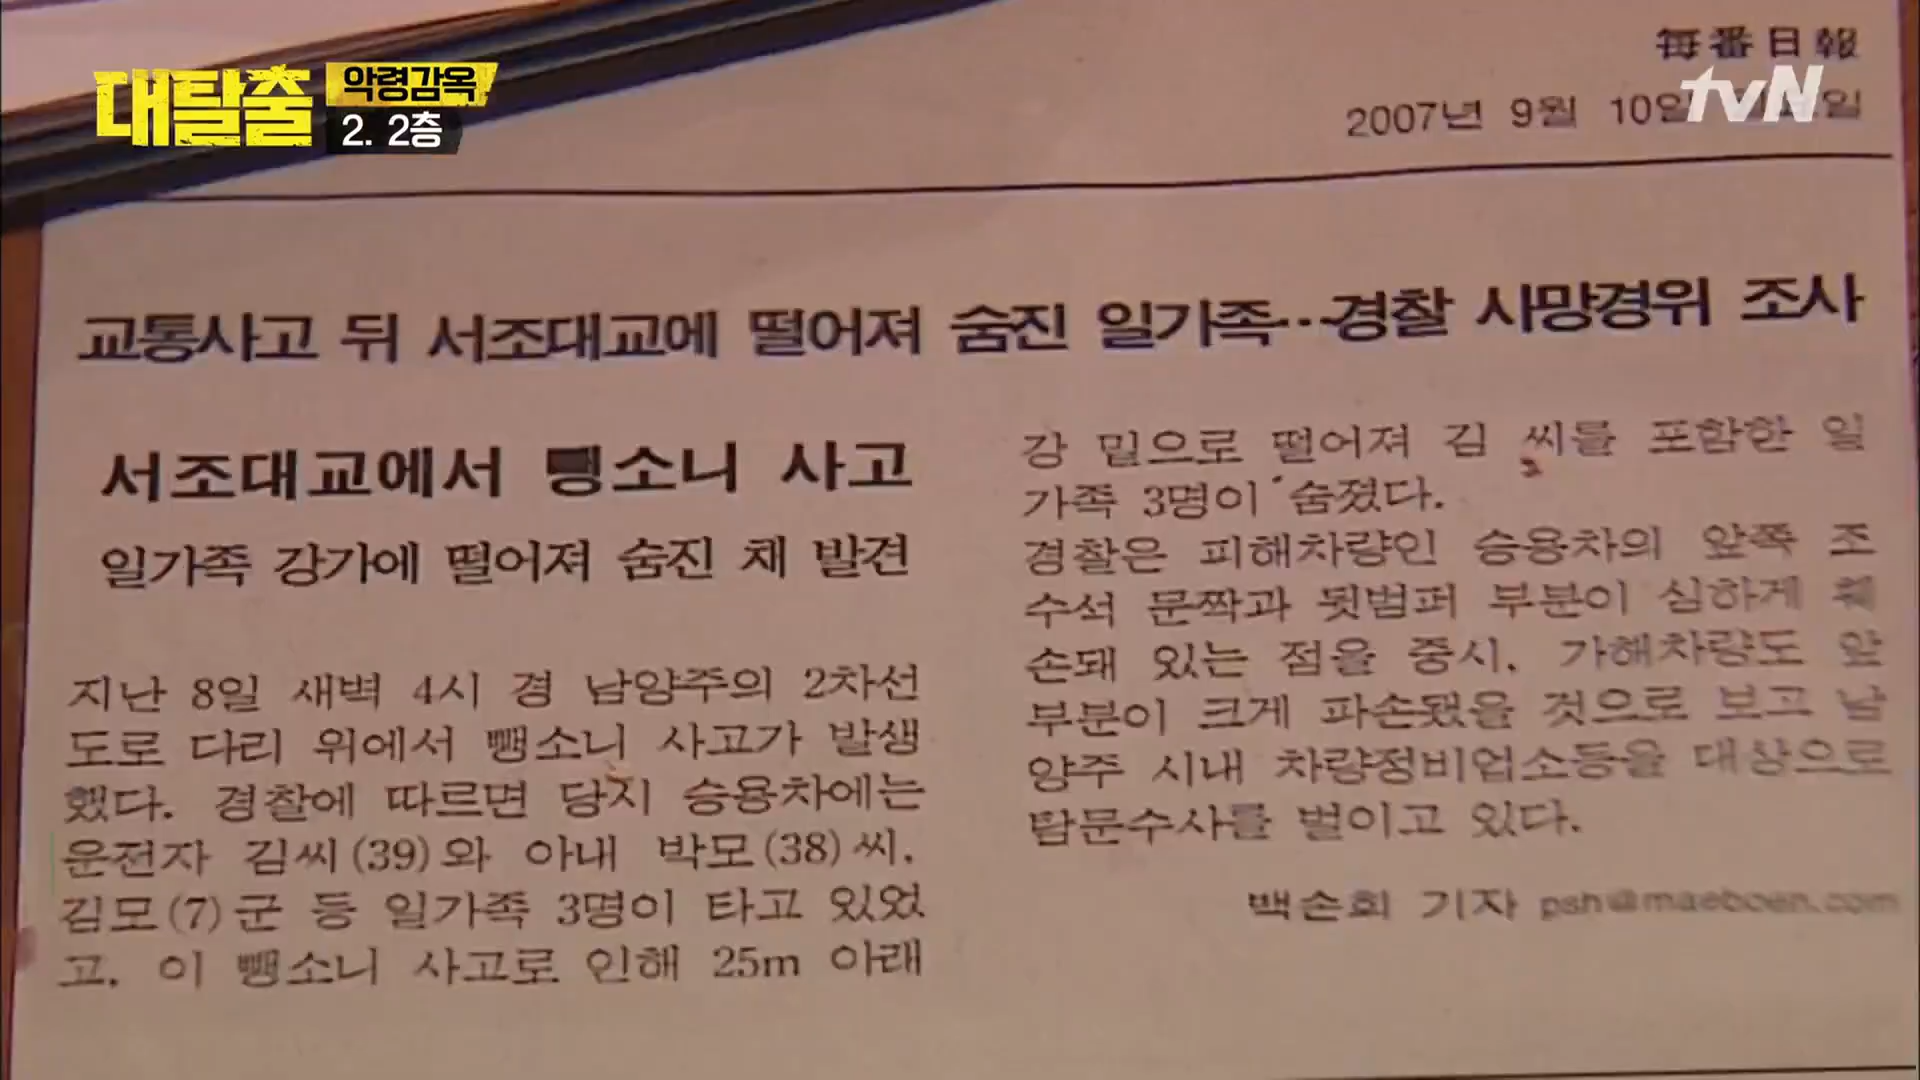 대탈출
악령감옥
2. 2층
tvN
每番日報
2007년 9월 10일
교통사고 뒤 서조대교에 떨어져 숨진 일가족…경찰 사망경위 조사
서조대교에서 뺑소니 사고
일가족 강가에 떨어져 숨진 채 발견
지난 8일 새벽 4시 경 남양주의 2차선
도로 다리 위에서 뺑소니 사고가 발생
했다. 경찰에 따르면 당시 승용차에는
운전자 김씨(39)와 아내 박모(38)씨,
김모(7)군 등 일가족 3명이 타고 있었
고, 이 뺑소니 사고로 인해 25m 아래
강 밑으로 떨어져 김 씨를 포함한 일
가족 3명이 숨졌다.
경찰은 피해차량인 승용차의 앞쪽 조
수석 문짝과 뒷범퍼 부분이 심하게 훼
손돼 있는 점을 중시, 가해차량도 앞
부분이 크게 파손됐을 것으로 보고 남
양주 시내 차량정비업소등을 대상으로
탐문수사를 벌이고 있다.
백손회 기자 psh@maeboen.com